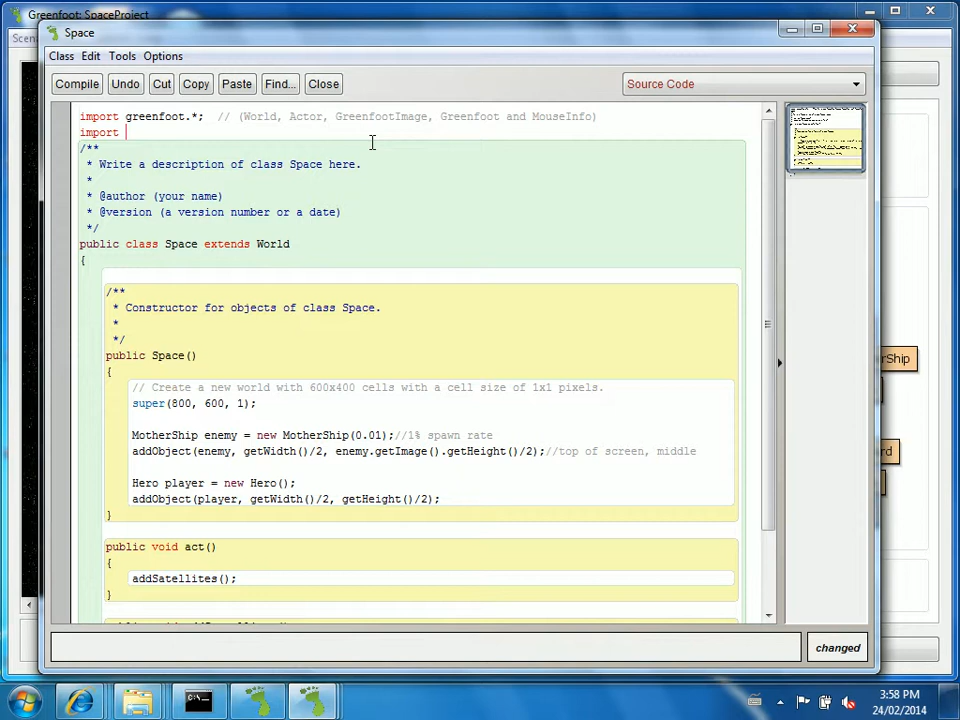 Greenfoot: SpaceProject
Scen
Space
Class Edit Tools Options
Compile Undo Cut Copy Paste Find... Close Source Code
import greenfoot.*;  // (World, Actor, GreenfootImage, Greenfoot and MouseInfo)
import
/**
 * Write a description of class Space here.
 *
 * @author (your name)
 * @version (a version number or a date)
 */
public class Space extends World
{
/**
 * Constructor for objects of class Space.
 *
 */
public Space()
{
// Create a new world with 600x400 cells with a cell size of 1x1 pixels.
super(800, 600, 1);
MotherShip enemy = new MotherShip(0.01);//1% spawn rate
addObject(enemy, getWidth()/2, enemy.getImage().getHeight()/2);//top of screen, middle
Hero player = new Hero();
addObject(player, getWidth()/2, getHeight()/2);
}
public void act()
{
addSatellites();
}
erShip
rd
changed
3:58 PM
24/02/2014